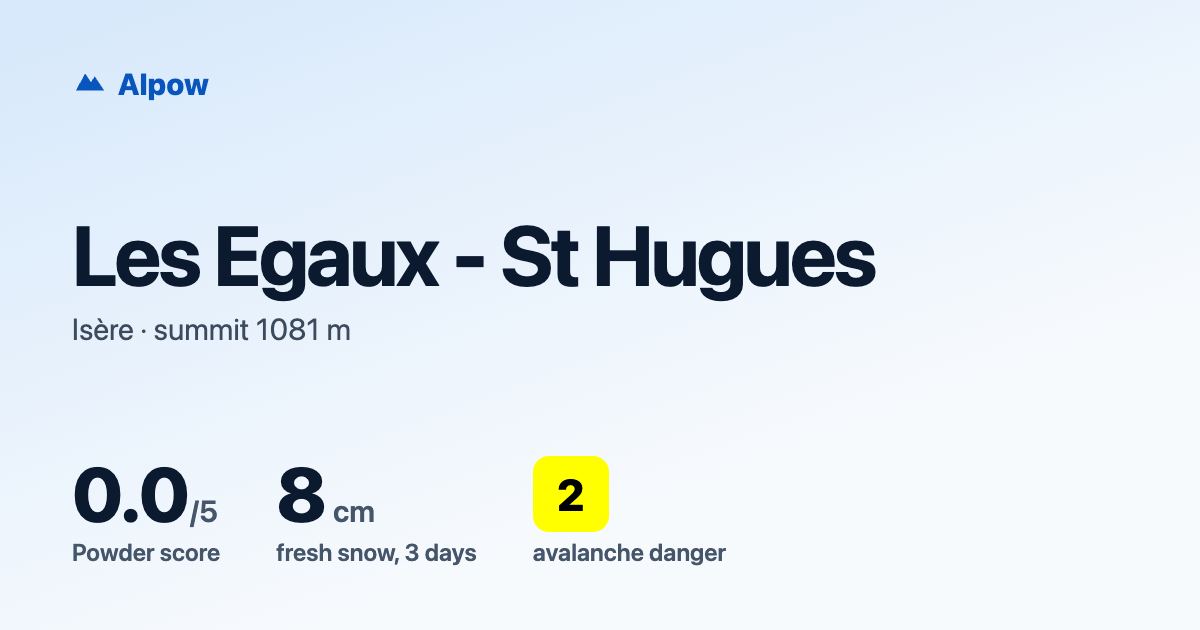 Alpow
Les Egaux - St Hugues
Isère · summit 1081 m
0.0/5
Powder score
8 cm
fresh snow, 3 days
2
avalanche danger